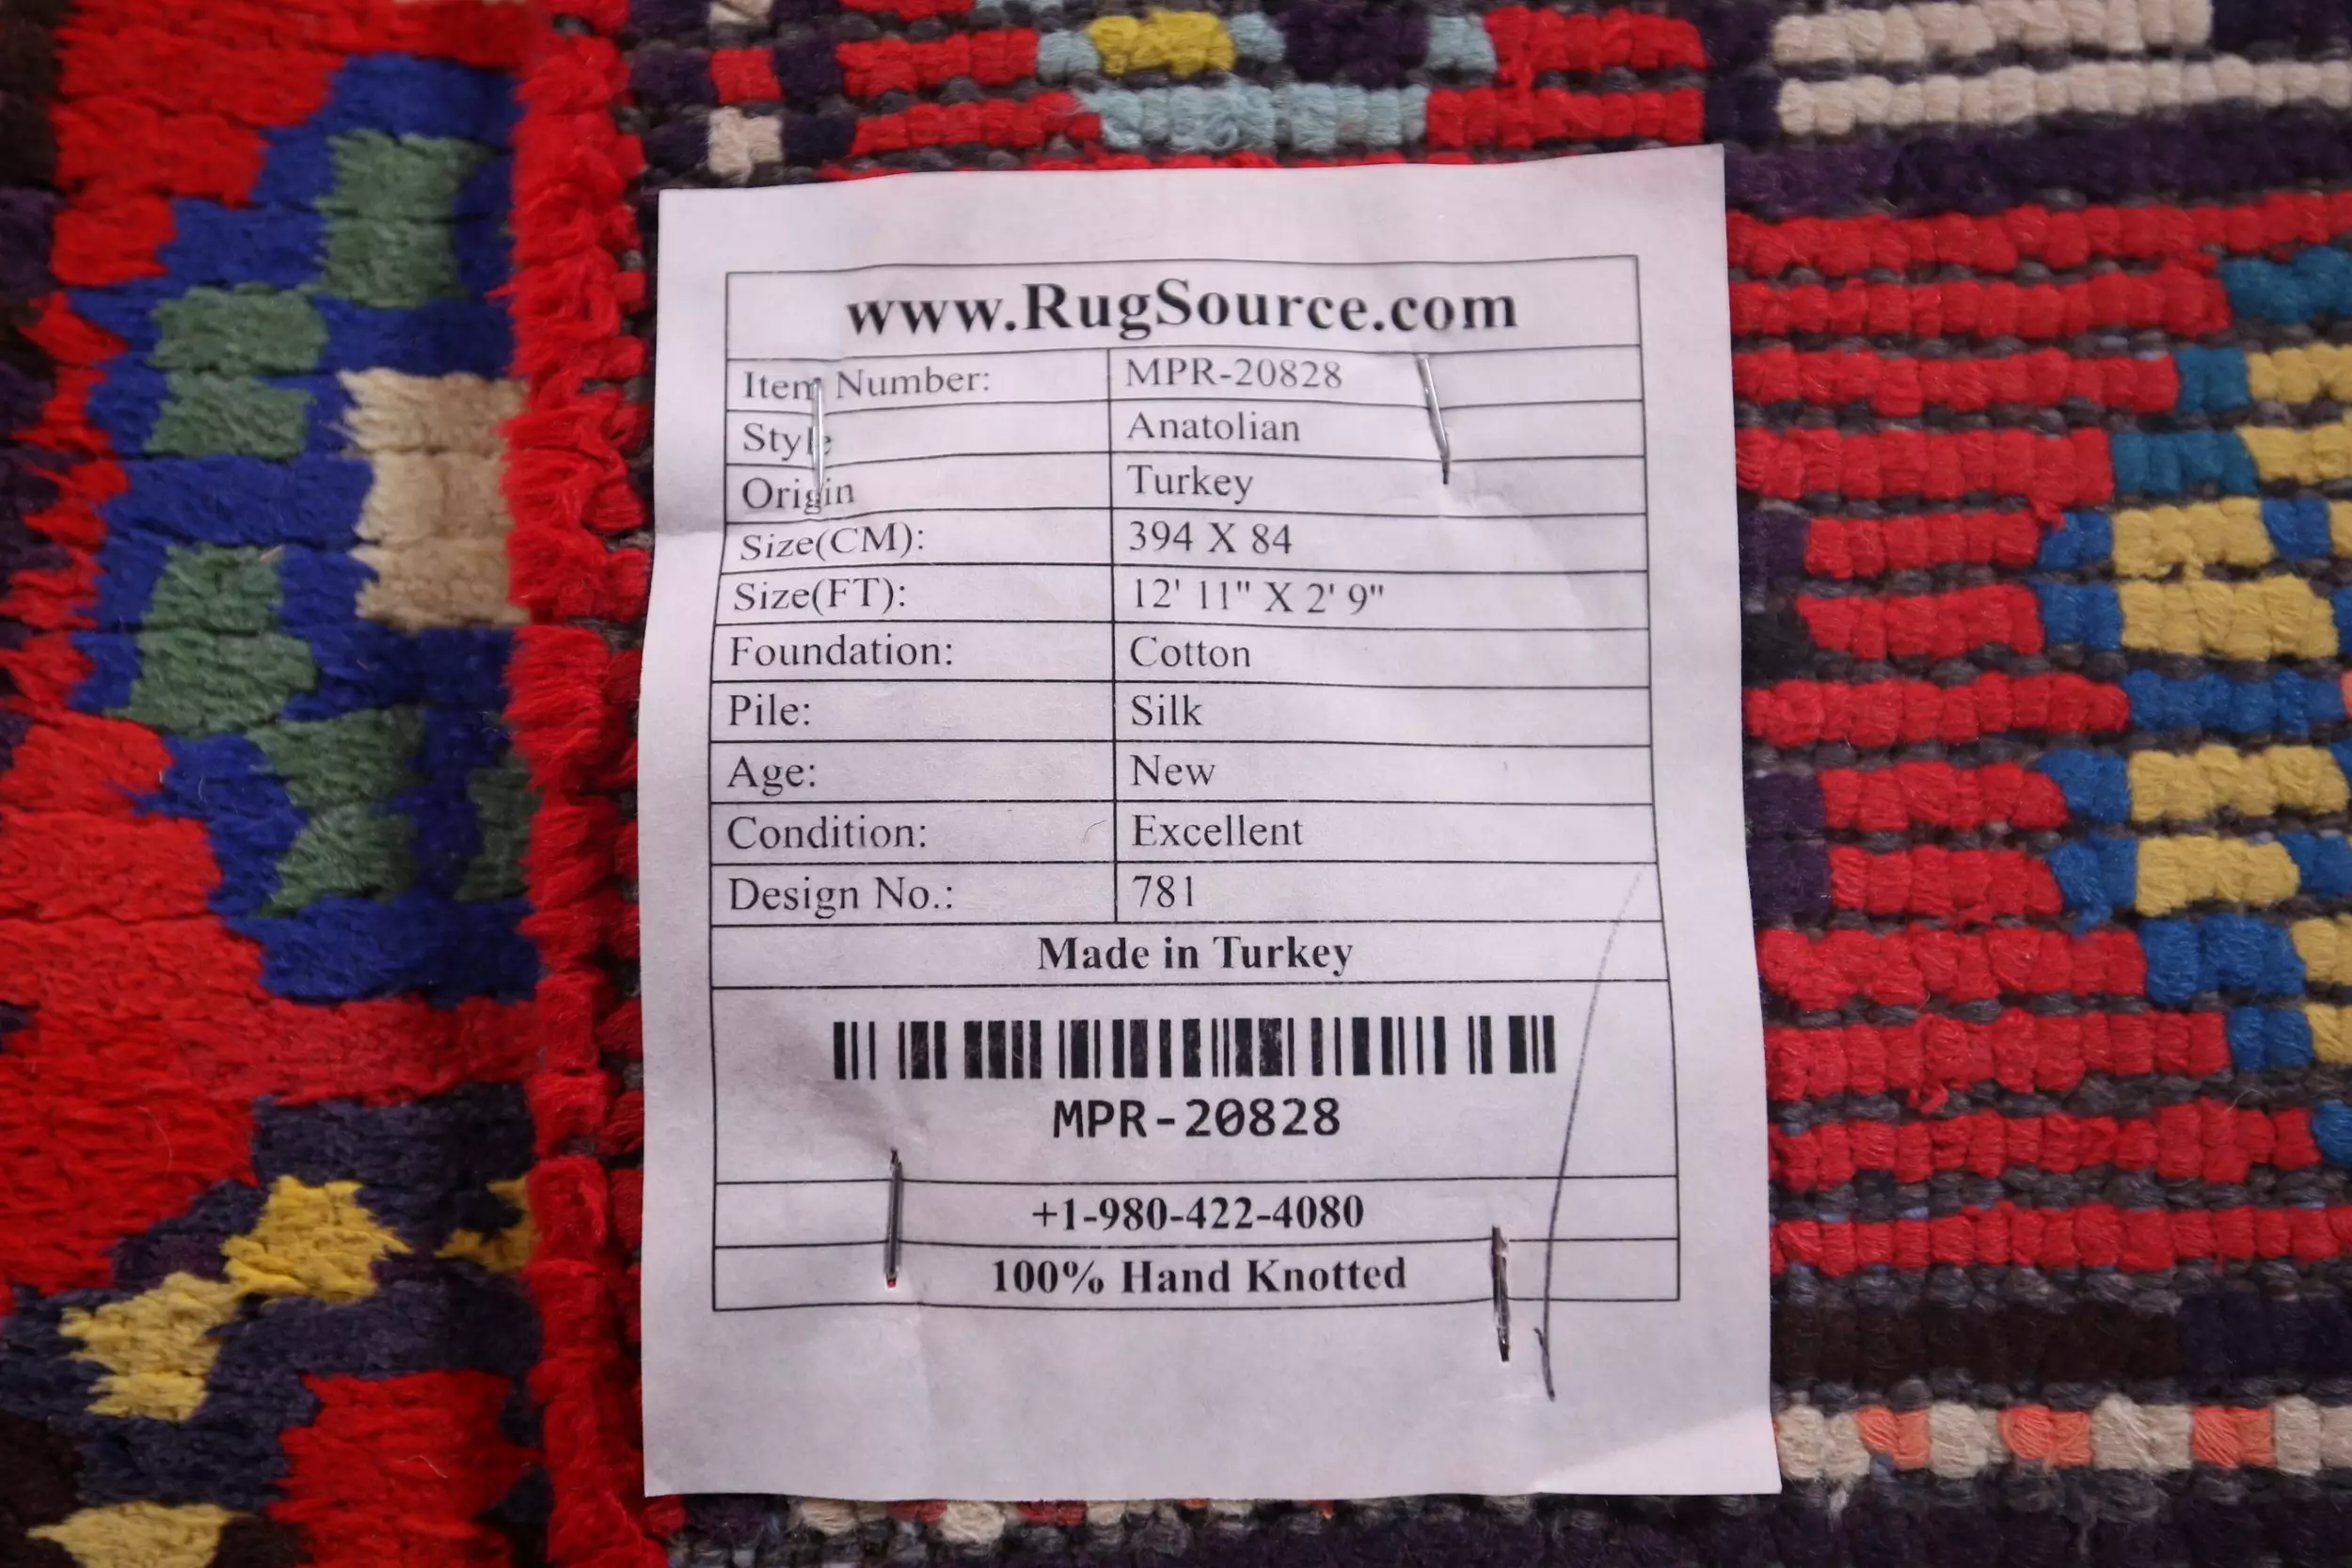 www.RugSource.com
Item Number: MPR-20828
Style Anatolian
Origin Turkey
Size(CM): 394 X 84
Size(FT): 12' 11" X 2' 9"
Foundation: Cotton
Pile: Silk
Age: New
Condition: Excellent
Design No.: 781
Made in Turkey
MPR-20828
+1-980-422-4080
100% Hand Knotted